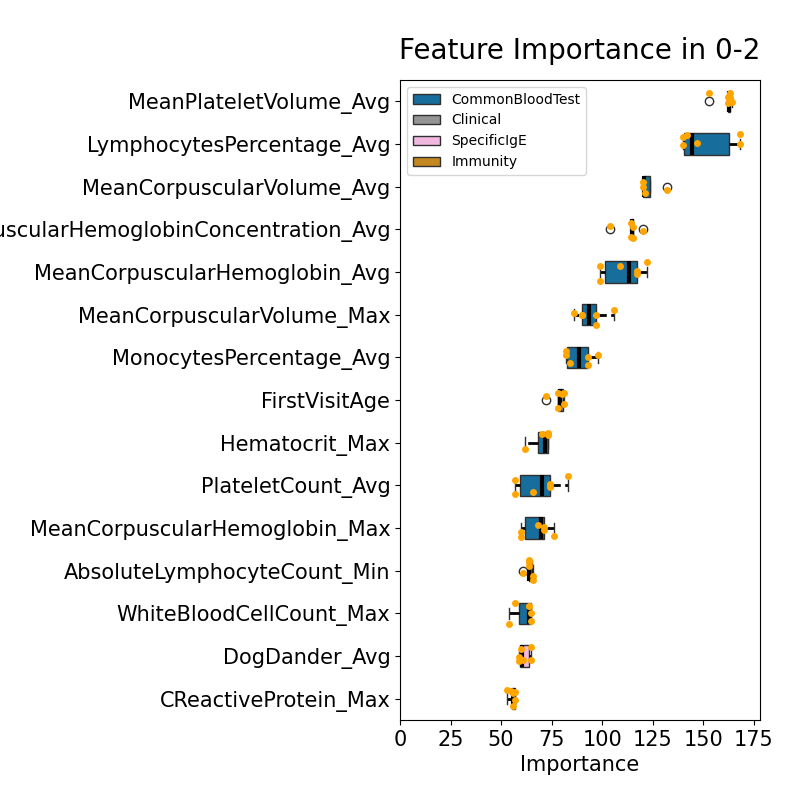 Feature Importance in 0-2
MeanPlateletVolume_Avg
LymphocytesPercentage_Avg
MeanCorpuscularVolume_Avg
uscularHemoglobinConcentration_Avg
MeanCorpuscularHemoglobin_Avg
MeanCorpuscularVolume_Max
MonocytesPercentage_Avg
FirstVisitAge
Hematocrit_Max
PlateletCount_Avg
MeanCorpuscularHemoglobin_Max
AbsoluteLymphocyteCount_Min
WhiteBloodCellCount_Max
DogDander_Avg
CReactiveProtein_Max
CommonBloodTest
Clinical
SpecificIgE
Immunity
0 25 50 75 100 125 150 175
Importance